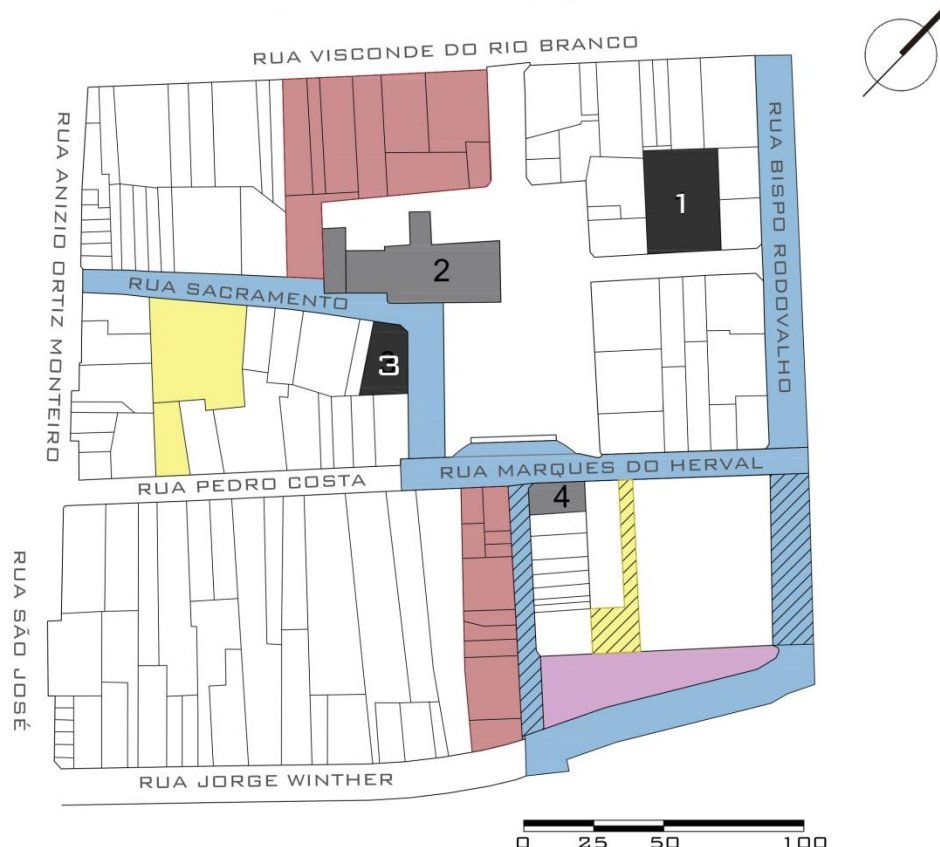 RUA VISCONDE DO RIO BRANCO
RUA ANIZIO ORTIZ MONTEIRO
RUA BISPO RODOVALHO
1
2
RUA SACRAMENTO
3
RUA MARQUES DO HERVAL
RUA PEDRO COSTA
4
RUA SÃO JOSÉ
RUA JORGE WINTHER
0 25 50 100